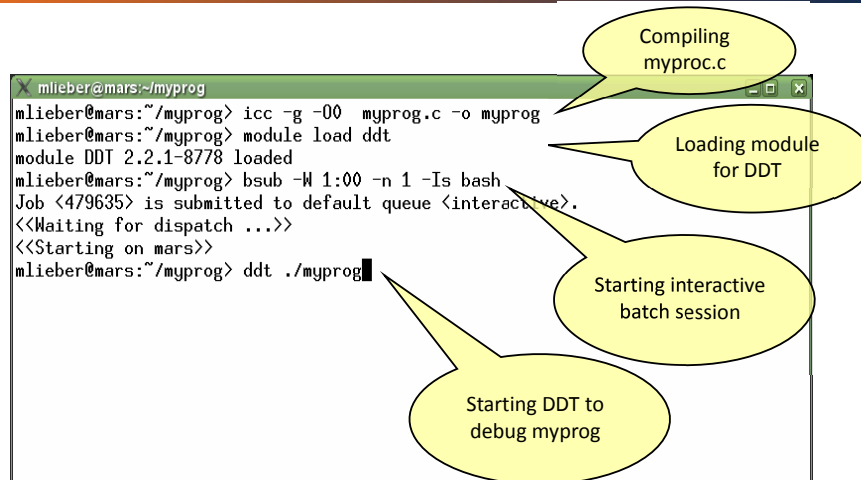 Compiling
myproc.c
mlieber@mars:~/myprog
mlieber@mars:~/myprog> icc -g -O0  myprog.c -o myprog
mlieber@mars:~/myprog> module load ddt
module DDT 2.2.1-8778 loaded
Loading module
for DDT
mlieber@mars:~/myprog> bsub -W 1:00 -n 1 -Is bash
Job <479635> is submitted to default queue <interactive>.
<<Waiting for dispatch ...>>
<<Starting on mars>>
mlieber@mars:~/myprog> ddt ./myprog
Starting interactive
batch session
Starting DDT to
debug myprog